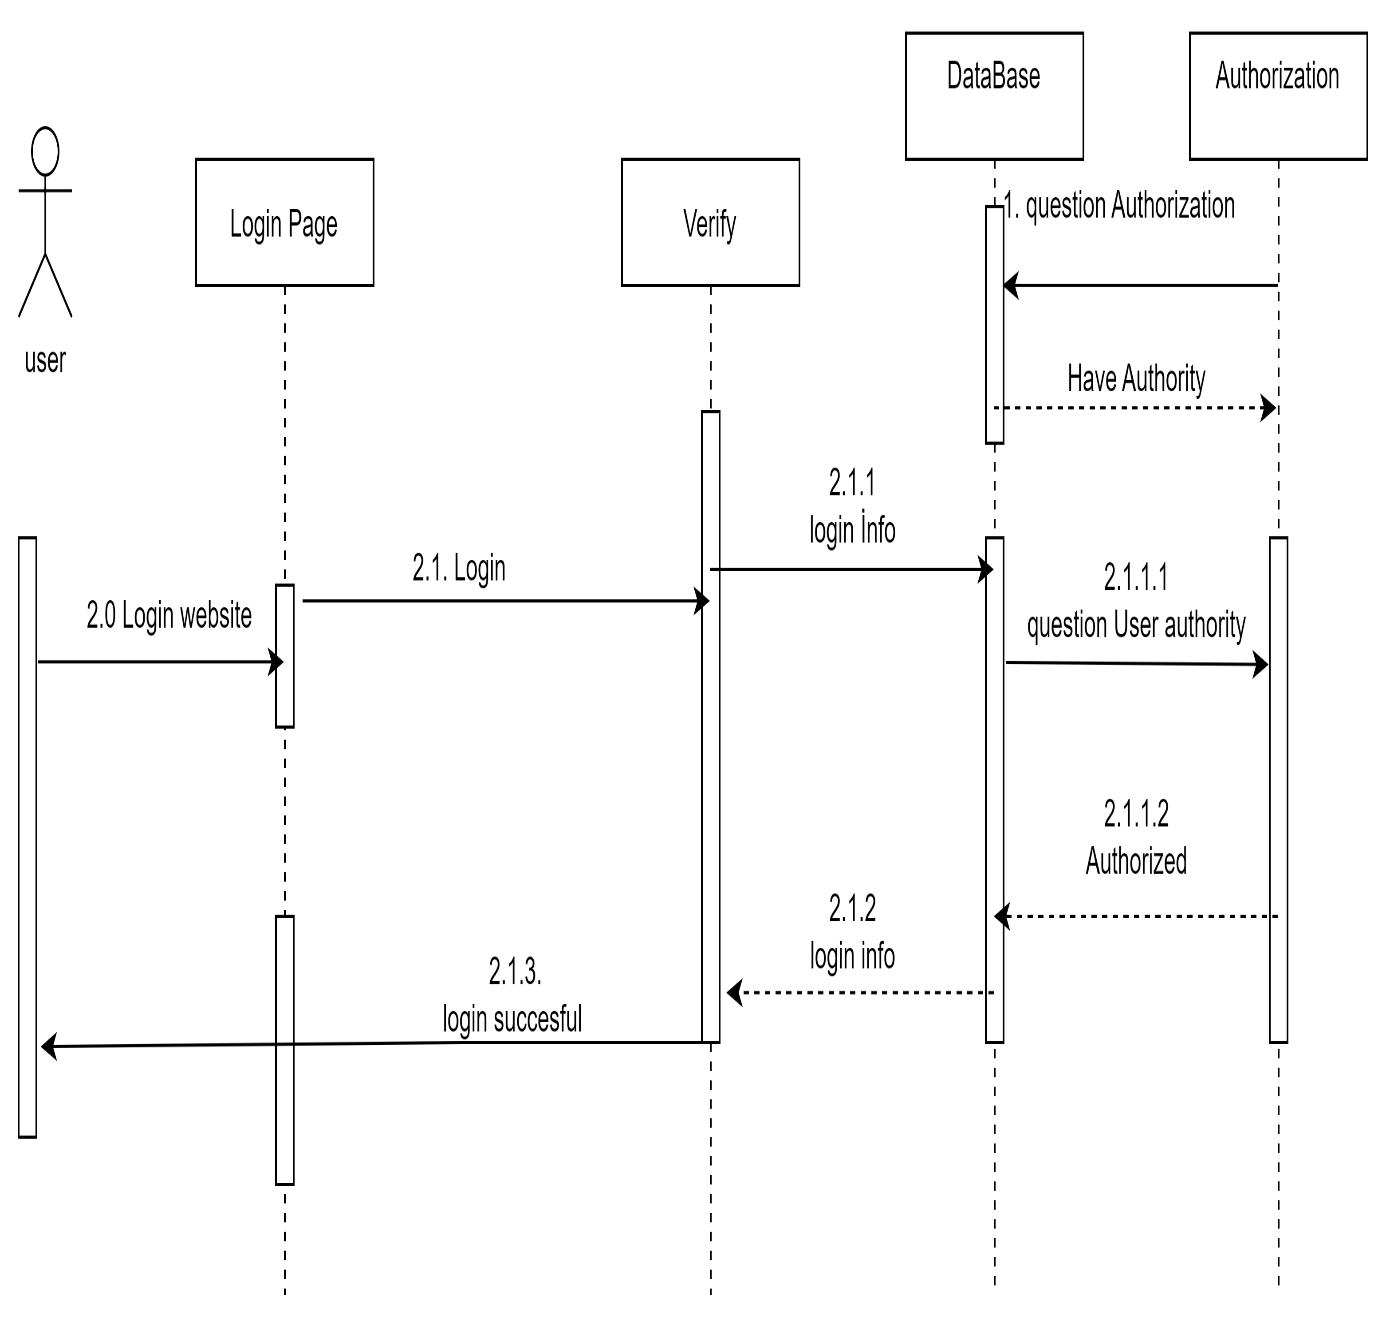 DataBase
Authorization
Login Page
Verify
user
1. question Authorization
Have Authority
2.1.1
login İnfo
2.1. Login
2.0 Login website
2.1.1.1
question User authority
2.1.1.2
Authorized
2.1.2
login info
2.1.3.
login succesful